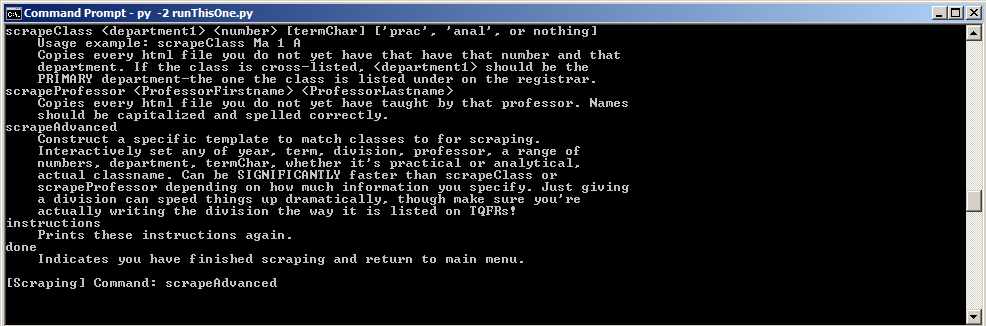 Command Prompt - py  -2 runThisOne.py
scrapeClass <department1> <number> [termChar] ['prac', 'anal', or nothing]
    Usage example: scrapeClass Ma 1 A
    Copies every html file you do not yet have that have that number and that
    department. If the class is cross-listed, <department1> should be the
    PRIMARY department-the one the class is listed under on the registrar.
scrapeProfessor <ProfessorFirstname> <ProfessorLastname>
    Copies every html file you do not yet have taught by that professor. Names
    should be capitalized and spelled correctly.
scrapeAdvanced
    Construct a specific template to match classes to for scraping.
    Interactively set any of year, term, division, professor, a range of
    numbers, department, termChar, whether it's practical or analytical,
    actual classname. Can be SIGNIFICANTLY faster than scrapeClass or
    scrapeProfessor depending on how much information you specify. Just giving
    a division can speed things up dramatically, though make sure you're
    actually writing the division the way it is listed on TQFRs!
instructions
    Prints these instructions again.
done
    Indicates you have finished scraping and return to main menu.

[Scraping] Command: scrapeAdvanced